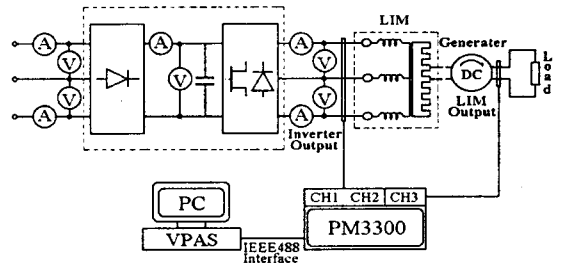 LIM
Generater
A
A
A
V
V
V
V
V
DC
Load
A
A
Inverter
Output
LIM
Output
PC
VPAS
CH1 CH2 CH3
PM3300
IEEE488
Interface